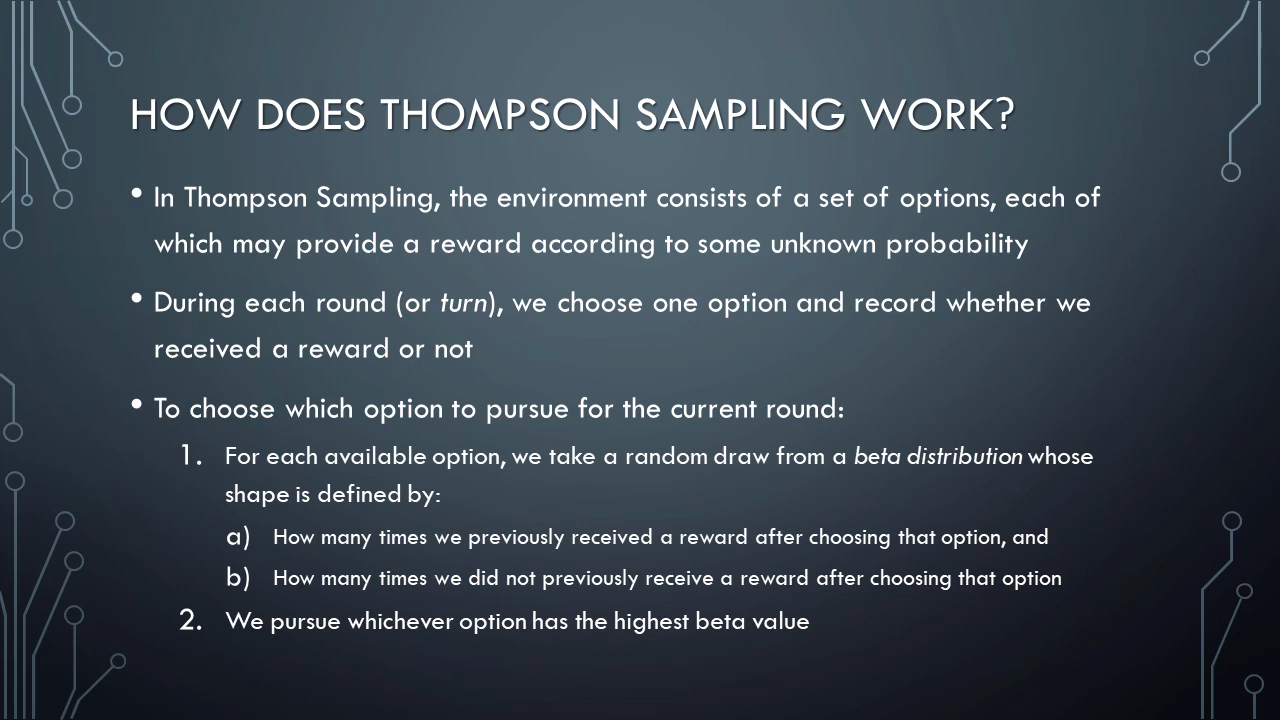 HOW DOES THOMPSON SAMPLING WORK?
• In Thompson Sampling, the environment consists of a set of options, each of
which may provide a reward according to some unknown probability
• During each round (or turn), we choose one option and record whether we
received a reward or not
• To choose which option to pursue for the current round:
1. For each available option, we take a random draw from a beta distribution whose
shape is defined by:
a) How many times we previously received a reward after choosing that option, and
b) How many times we did not previously receive a reward after choosing that option
2. We pursue whichever option has the highest beta value